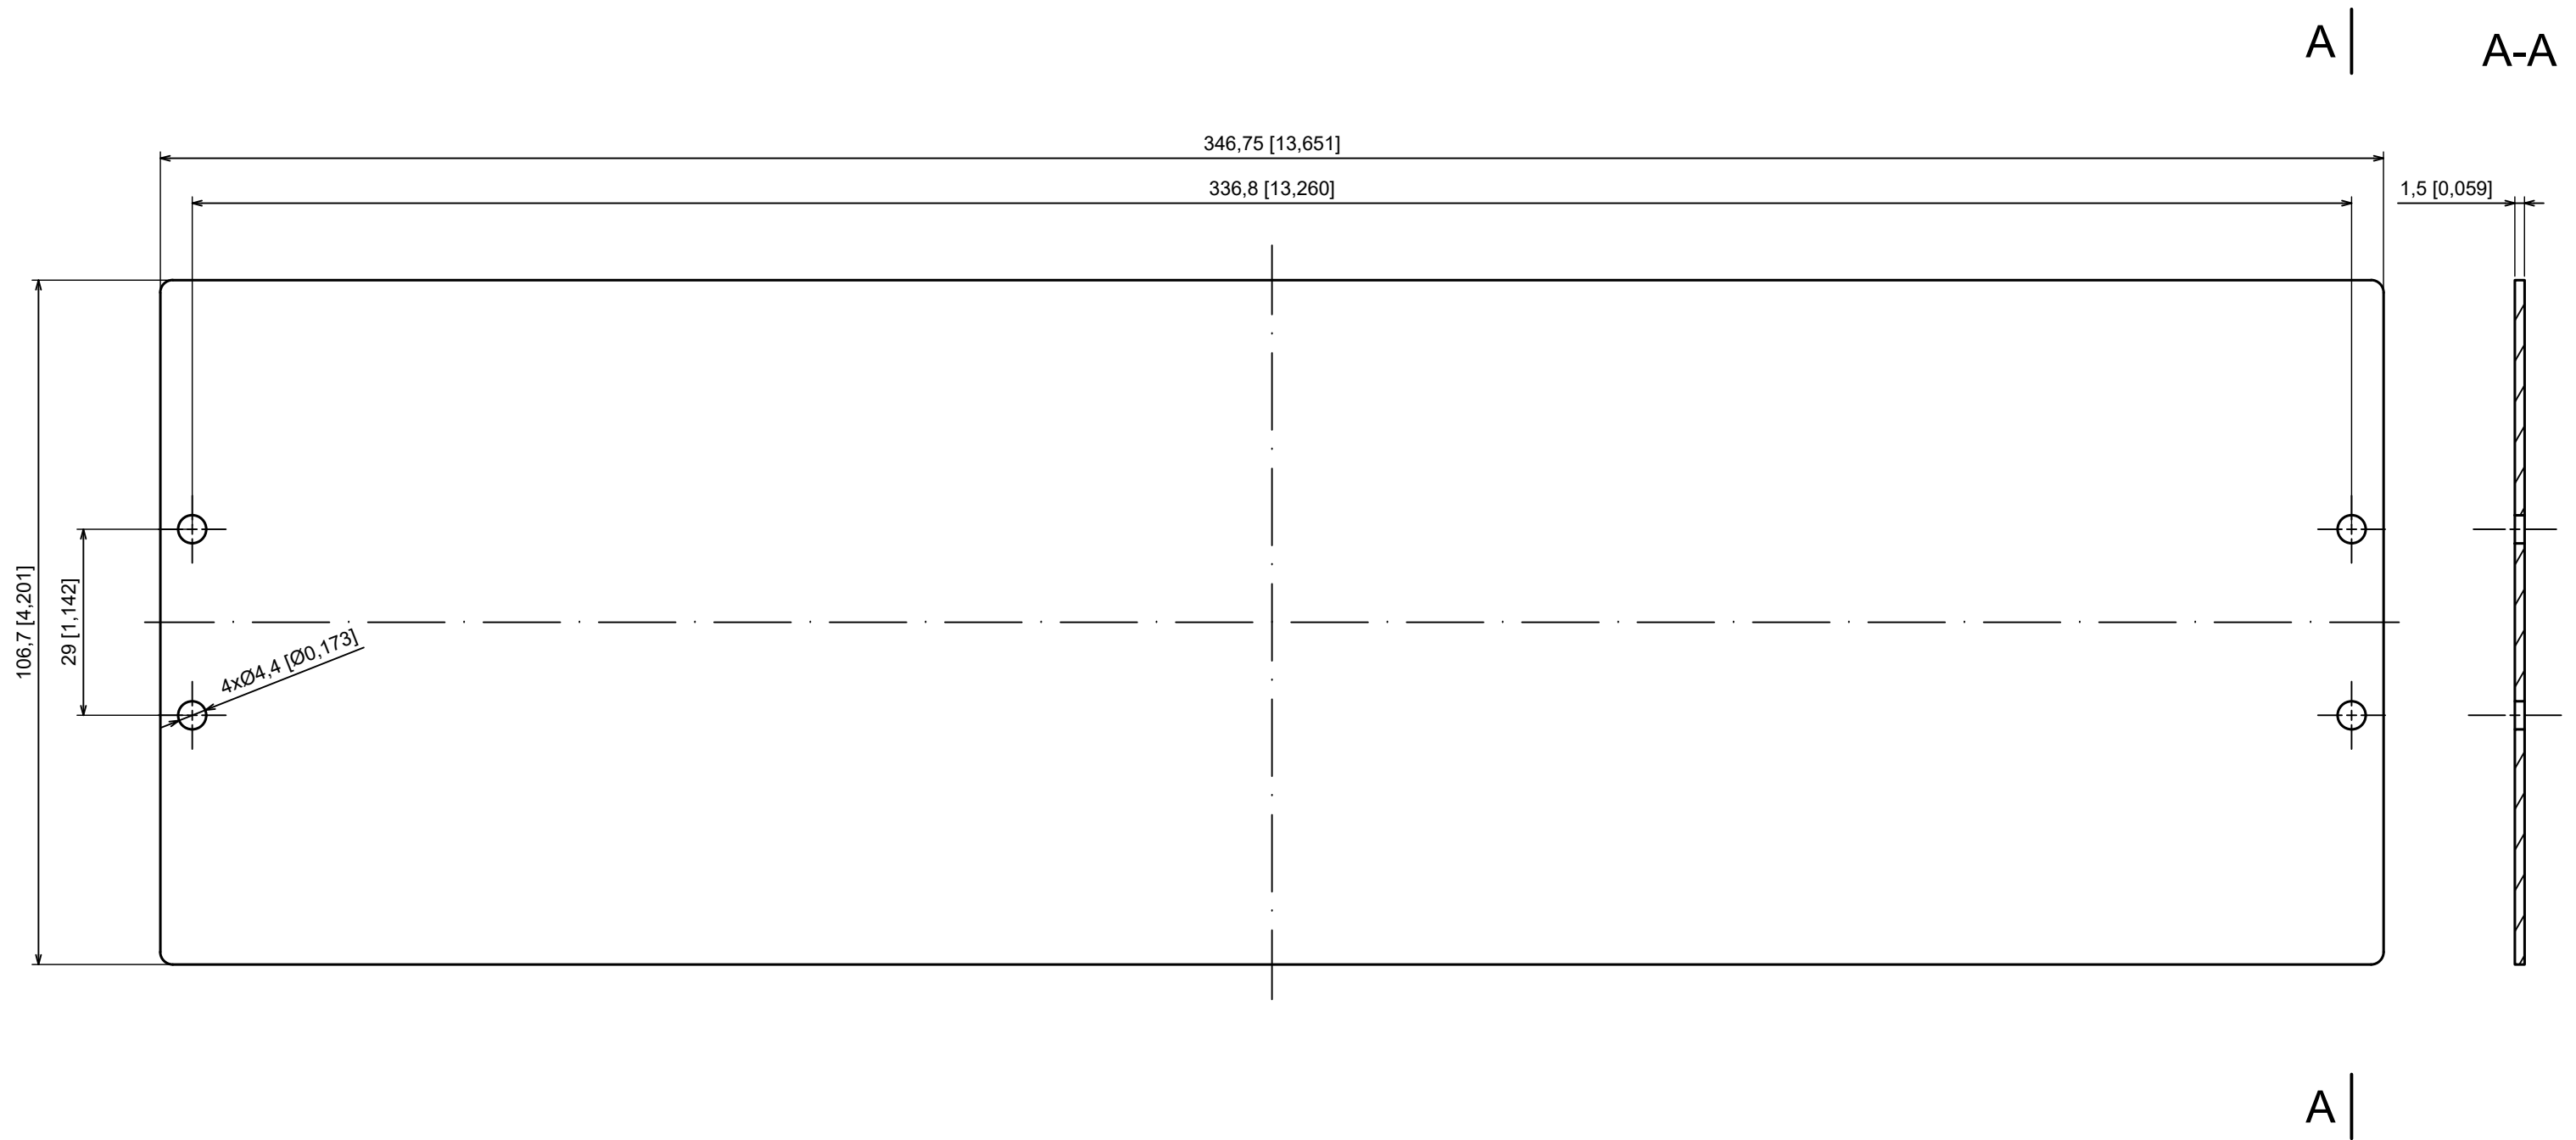 A
A-A
346,75 [13,651]
336,8 [13,260]
1,5 [0,059]
106,7 [4,201]
29 [1,142]
4xØ4,4 [Ø0,173]
A